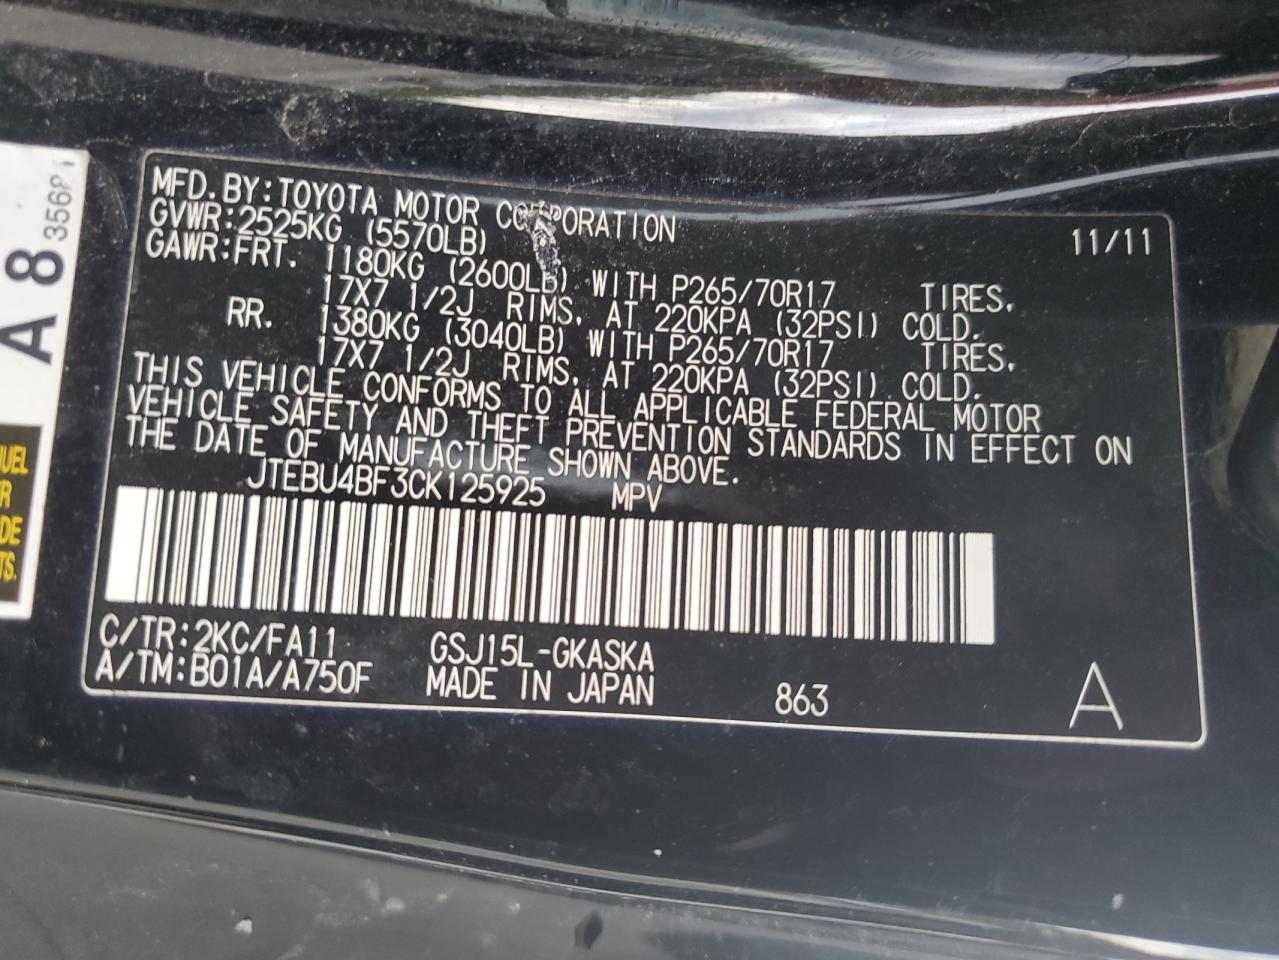 MFD.BY:TOYOTA MOTOR CORPORATION 11/11
GVWR:2525KG (5570LB)
GAWR:FRT. 1180KG (2600LB) WITH P265/70R17 TIRES,
17X7 1/2J RIMS, AT 220KPA (32PSI) COLD.
RR. 1380KG (3040LB) WITH P265/70R17 TIRES,
17X7 1/2J RIMS, AT 220KPA (32PSI) COLD.
THIS VEHICLE CONFORMS TO ALL APPLICABLE FEDERAL MOTOR
VEHICLE SAFETY AND THEFT PREVENTION STANDARDS IN EFFECT ON
THE DATE OF MANUFACTURE SHOWN ABOVE.
JTEBU4BF3CK125925 MPV
C/TR:2KC/FA11 GSJ15L-GKASKA
A/TM:B01A/A750F MADE IN JAPAN 863 A
A8